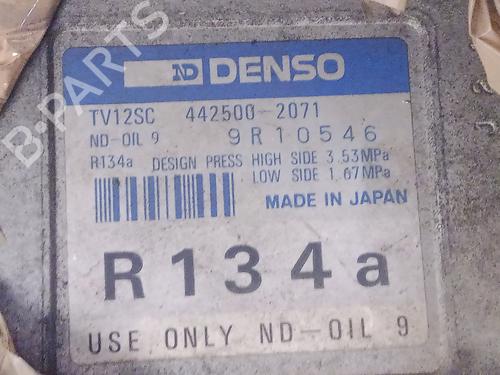 ND DENSO
TV12SC 442500-2071
ND-OIL 9 9R10546
R134a DESIGN PRESS HIGH SIDE 3.53MPa
LOW SIDE 1.67MPa
MADE IN JAPAN
R134a
USE ONLY ND-OIL 9
B-PARTS